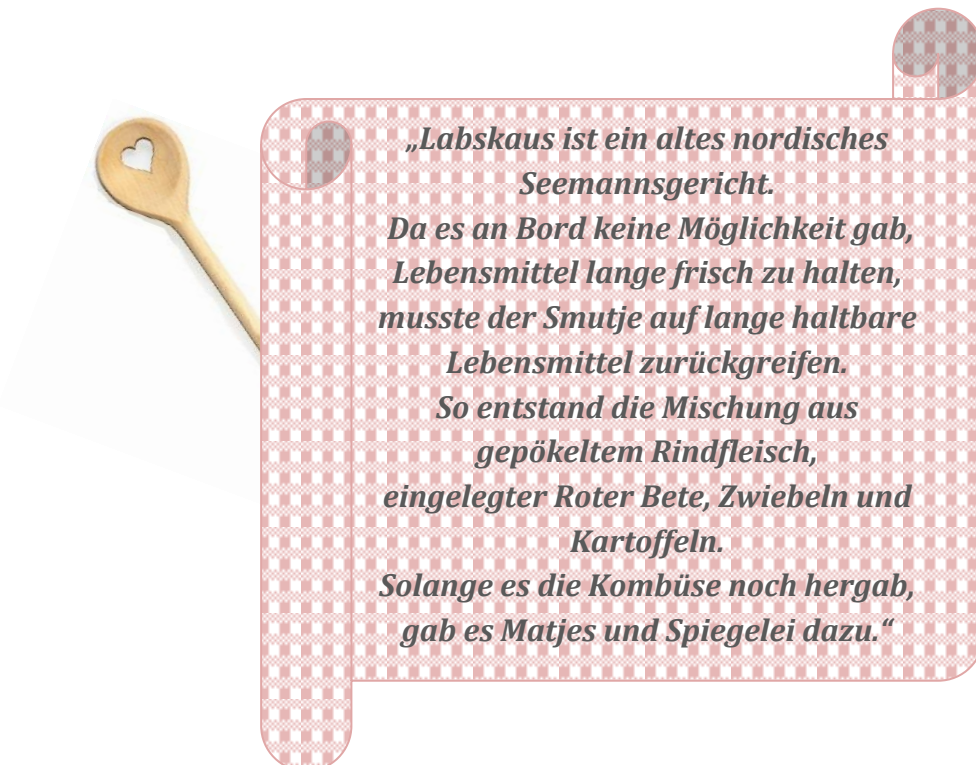 „Labskaus ist ein altes nordisches
Seemannsgericht.
Da es an Bord keine Möglichkeit gab,
Lebensmittel lange frisch zu halten,
musste der Smutje auf lange haltbare
Lebensmittel zurückgreifen.
So entstand die Mischung aus
gepökeltem Rindfleisch,
eingelegter Roter Bete, Zwiebeln und
Kartoffeln.
Solange es die Kombüse noch hergab,
gab es Matjes und Spiegelei dazu.“